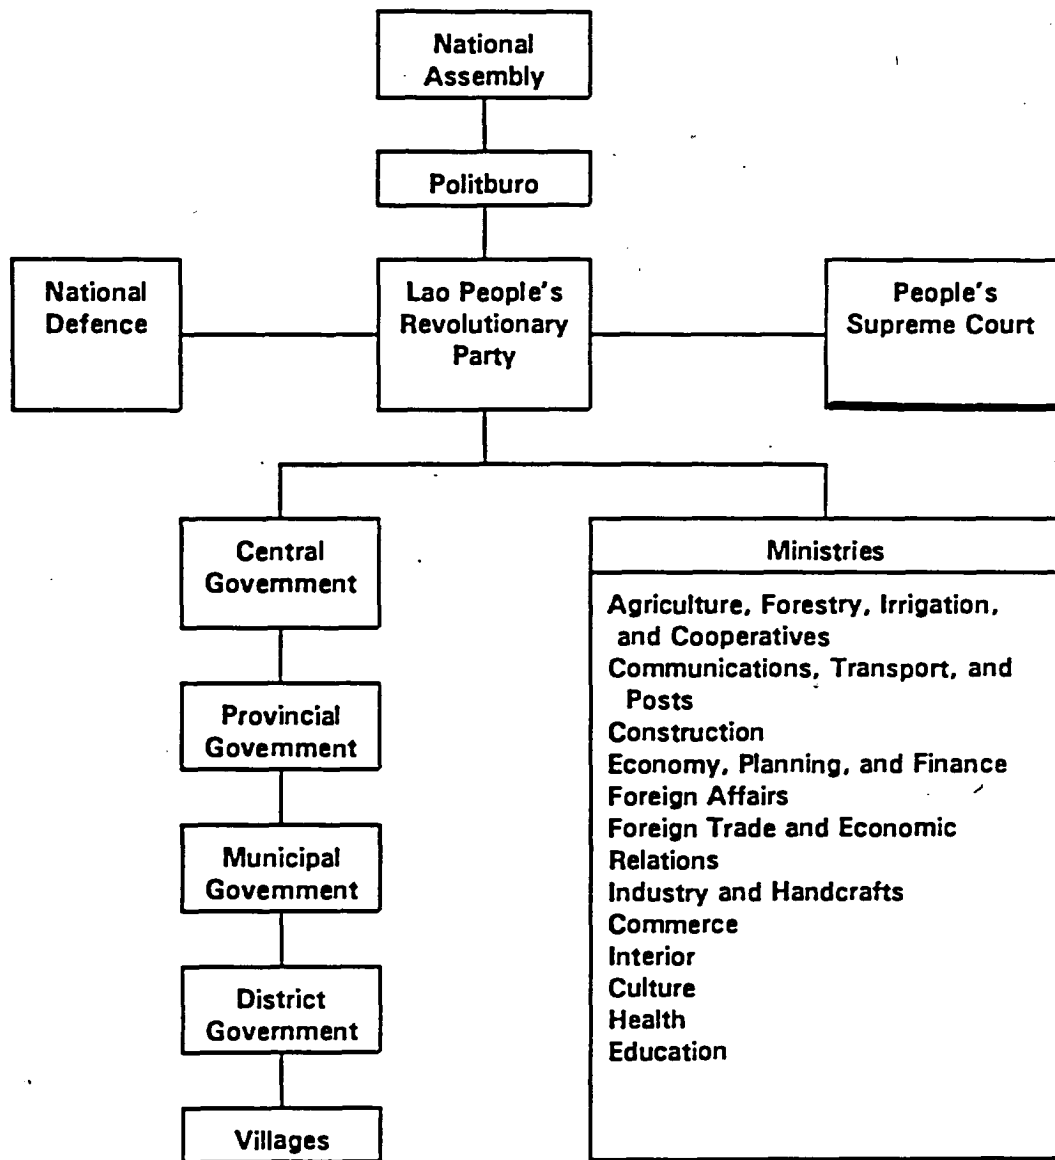 National
Assembly
Politburo
National
Defence
Lao People's
Revolutionary
Party
People's
Supreme Court
Central
Government
Provincial
Government
Municipal
Government
District
Government
Villages
Ministries
Agriculture, Forestry, Irrigation,
and Cooperatives
Communications, Transport, and
Posts
Construction
Economy, Planning, and Finance
Foreign Affairs
Foreign Trade and Economic
Relations
Industry and Handcrafts
Commerce
Interior
Culture
Health
Education